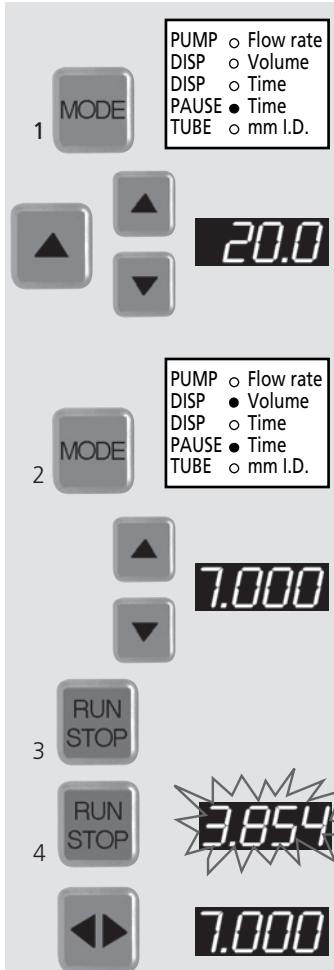 PUMP ○ Flow rate
DISP ○ Volume
DISP ○ Time
PAUSE ● Time
TUBE ○ mm I.D.
1 MODE
20.0
PUMP ○ Flow rate
DISP ● Volume
DISP ○ Time
PAUSE ● Time
TUBE ○ mm I.D.
2 MODE
7.000
3 RUN
STOP
4 RUN
STOP
3.854
7.000